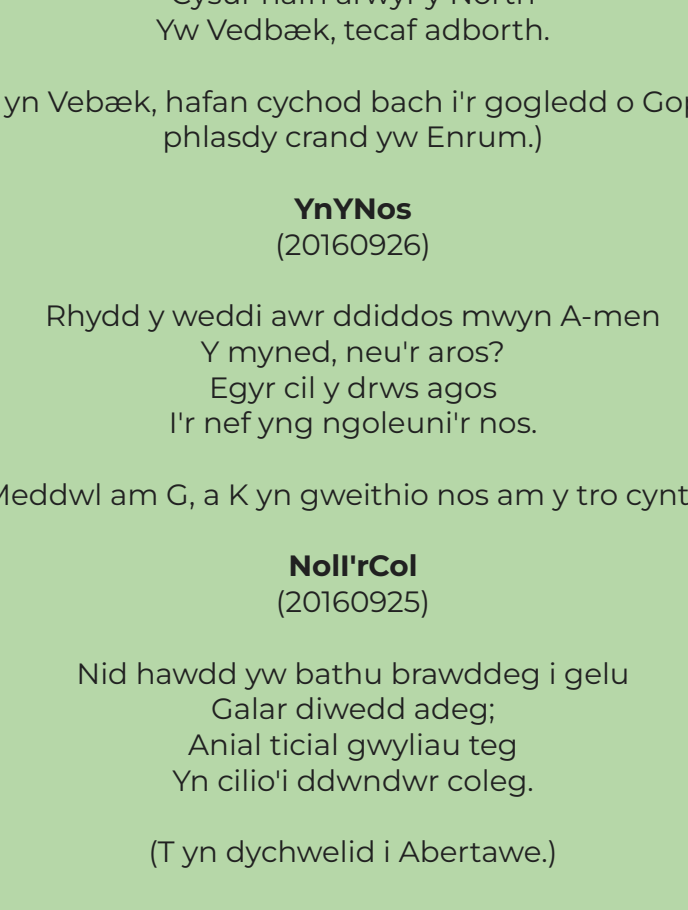 Yw Vedbæk, tecaf adborth.
yn Vebæk, hafan cychod bach i'r gogledd o
phlasdy crand yw Enrum.)
YnYNos
(20160926)
Rhydd y weddi awr ddiddos mwyn A-men
Y myned, neu'r aros?
Egyr cil y drws agos
I'r nef yng ngoleuni'r nos.
Meddwl am G, a K yn gweithio nos am y tro
NolI'rCol
(20160925)
Nid hawdd yw bathu brawddeg i gelu
Galar diwedd adeg;
Anial ticial gwyliau teg
Yn cilio'i ddwndwr coleg.
(T yn dychwelid i Abertawe.)